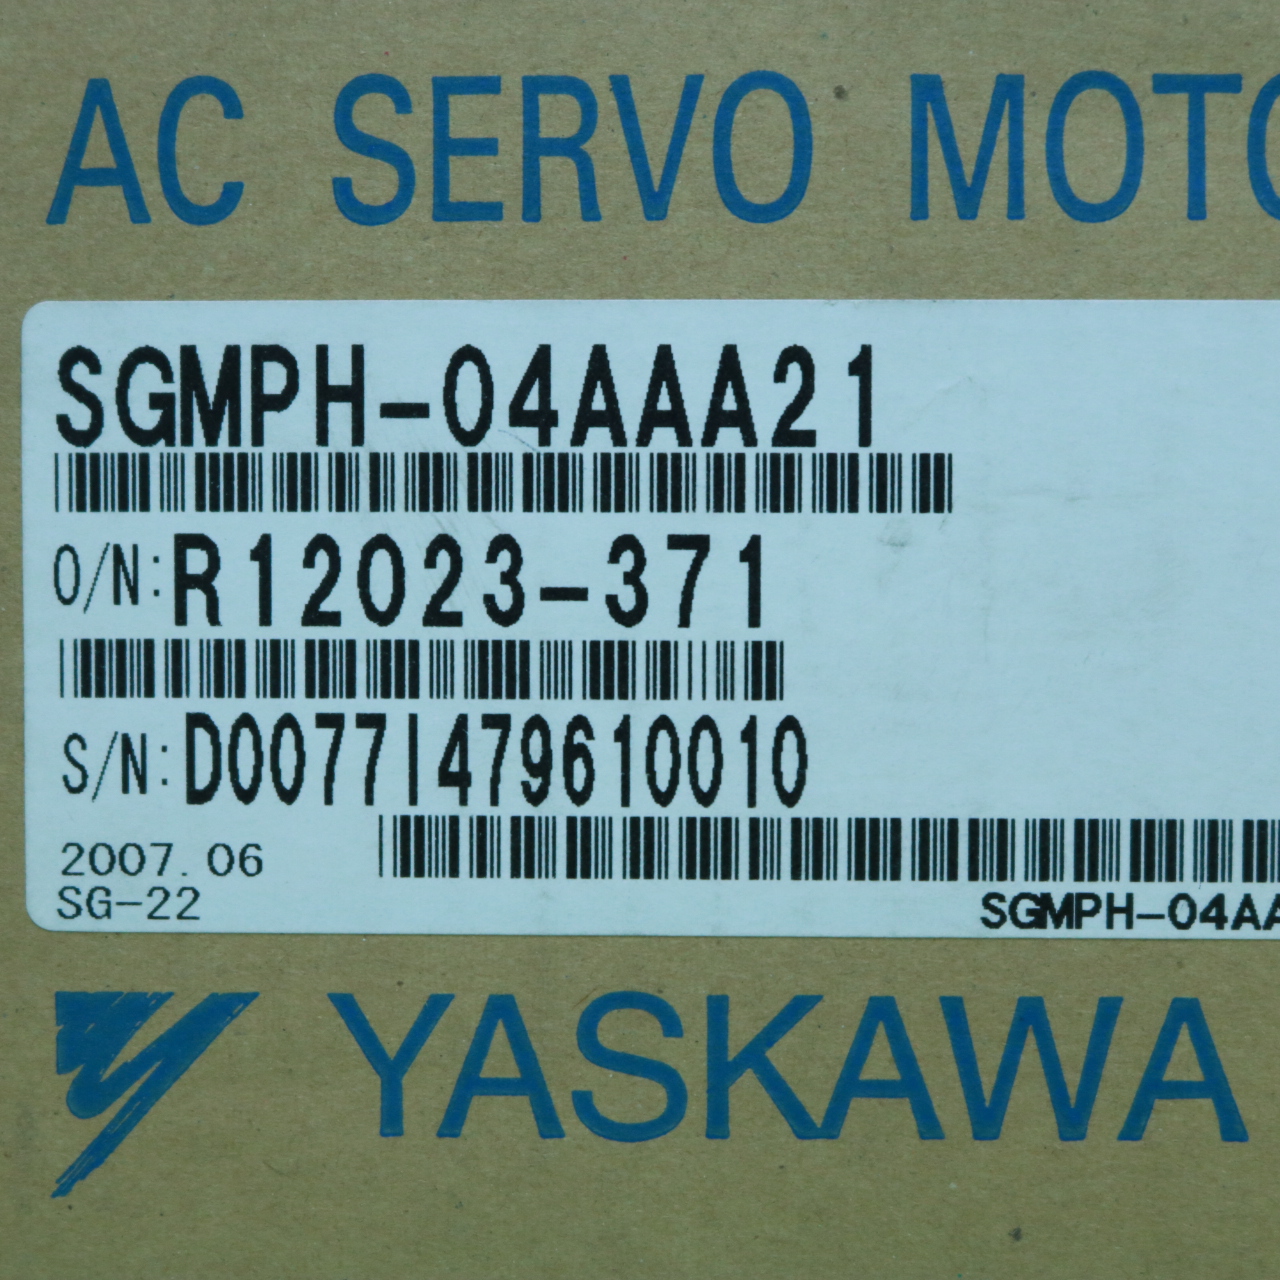 AC SERVO MOTO
SGMPH-04AAA21
O/N: R12023-371
S/N: D0077I479610010
2007. 06
SG-22
SGMPH-04AA
YASKAWA